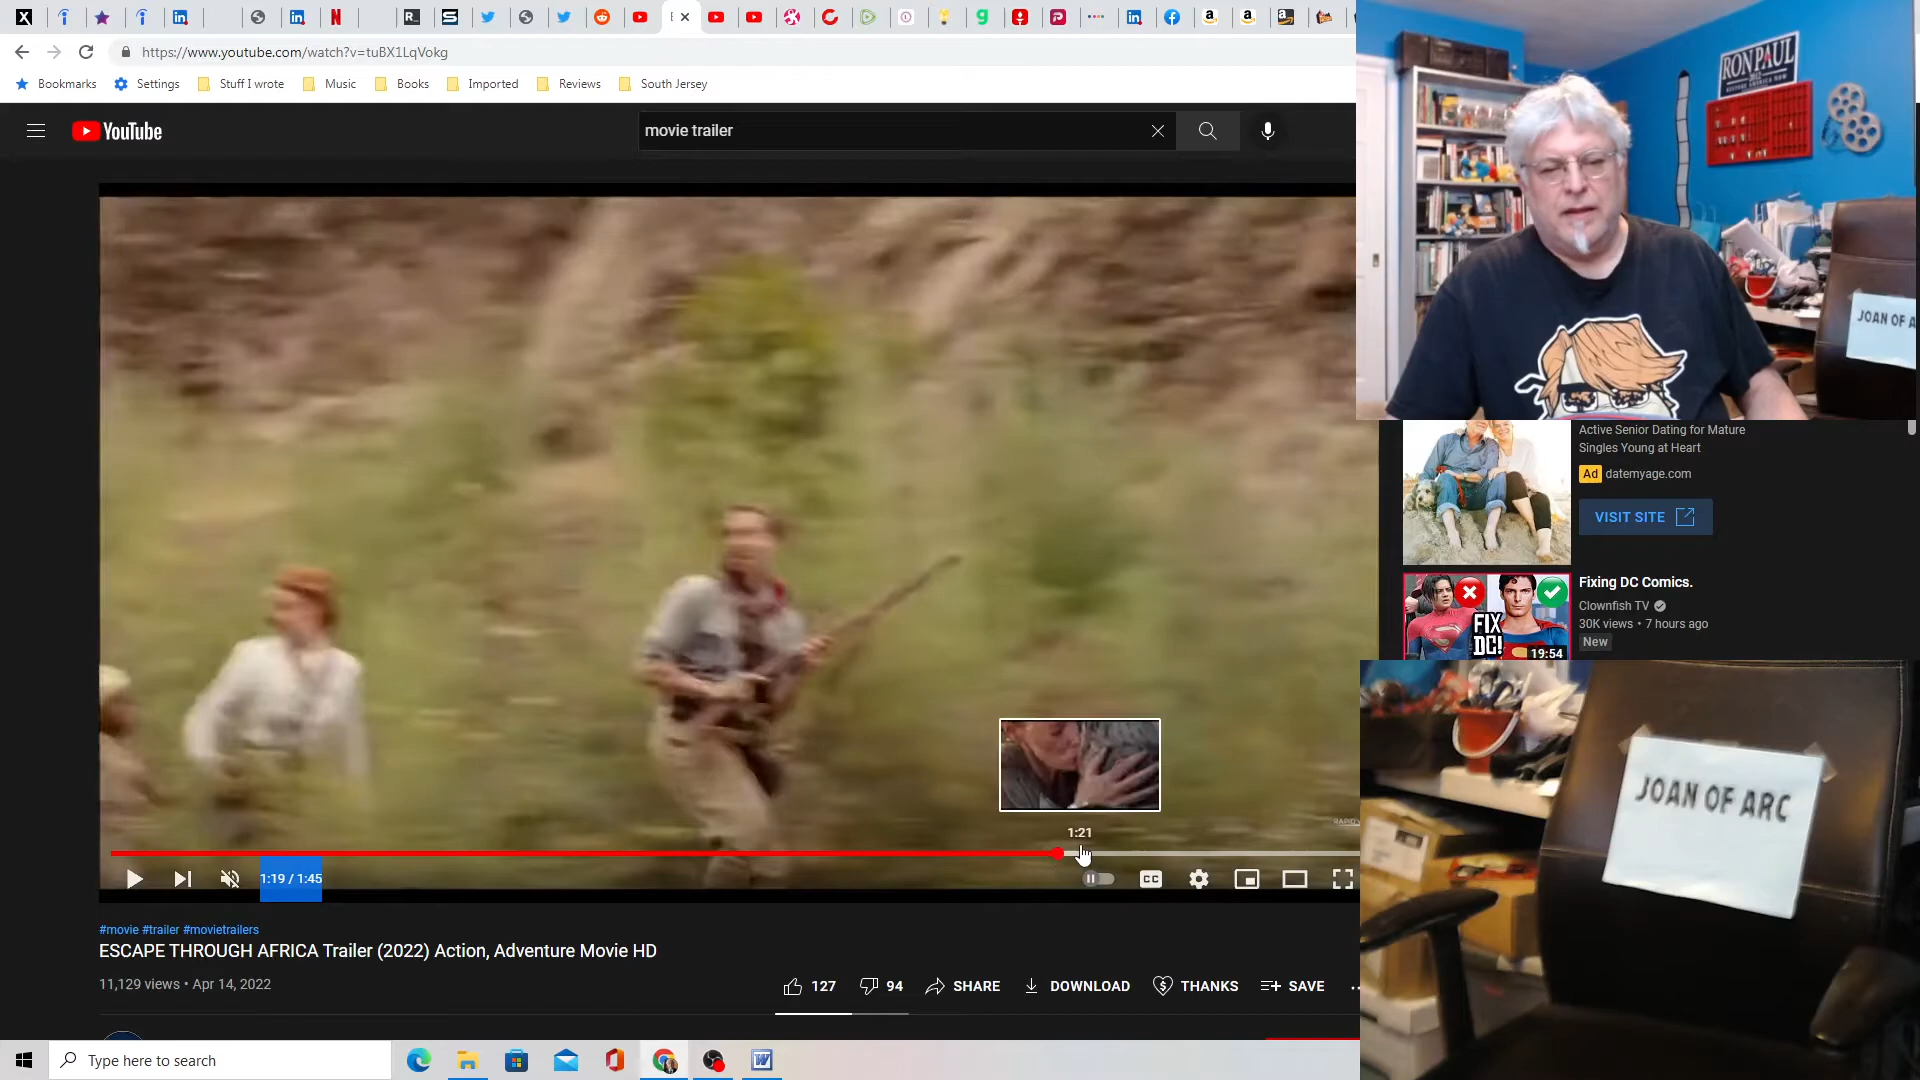 https://www.youtube.com/watch?v=tuBX1LqVokg
Bookmarks
Settings
Stuff I wrote
Music
Books
Imported
Reviews
South Jersey
YouTube
movie trailer
RON PAUL
JOAN OF A
Active Senior Dating for Mature
Singles Young at Heart
Ad datemyage.com
VISIT SITE
FIX
DC!
19:54
Fixing DC Comics.
Clownfish TV
30K views • 7 hours ago
New
JOAN OF ARC
1:21
1:19 / 1:45
CC
#movie #trailer #movietrailers
ESCAPE THROUGH AFRICA Trailer (2022) Action, Adventure Movie HD
11,129 views • Apr 14, 2022
127
94
SHARE
DOWNLOAD
THANKS
SAVE
Type here to search